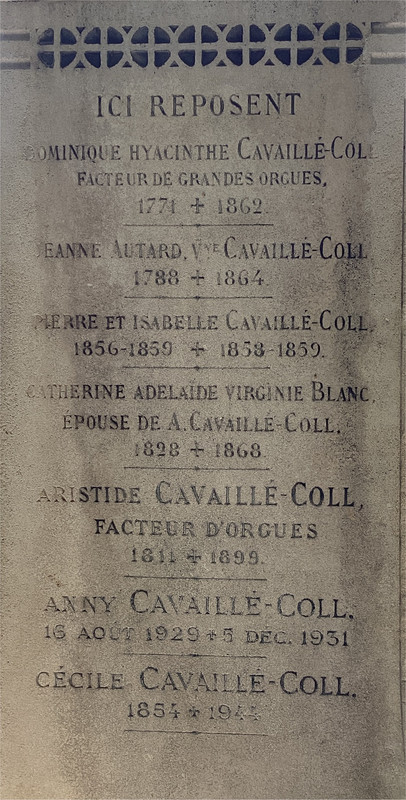 ICI REPOSENT
DOMINIQUE HYACINTHE CAVAILLÉ-COLL
FACTEUR DE GRANDES ORGUES,
1771 + 1862.
JEANNE AUTARD, VVE CAVAILLÉ-COLL
1788 + 1864.
PIERRE ET ISABELLE CAVAILLÉ-COLL,
1856-1859 + 1858-1859.
CATHERINE ADELAIDE VIRGINIE BLANC,
ÉPOUSE DE A. CAVAILLÉ-COLL.
1828 + 1868.
ARISTIDE CAVAILLÉ-COLL,
FACTEUR D'ORGUES
1811 + 1899.
ANNY CAVAILLÉ-COLL.
16 AOÛT 1929 + 5 DÉC. 1931
CÉCILE CAVAILLÉ-COLL.
1854 + 1944